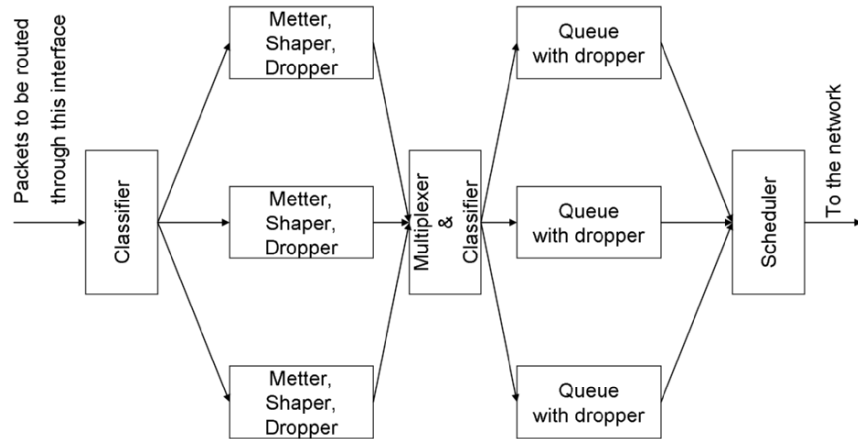 Packets to be routed
through this interface
Classifier
Metter,
Shaper,
Dropper
Metter,
Shaper,
Dropper
Metter,
Shaper,
Dropper
Multiplexer
&
Classifier
Queue
with dropper
Queue
with dropper
Queue
with dropper
Scheduler
To the network